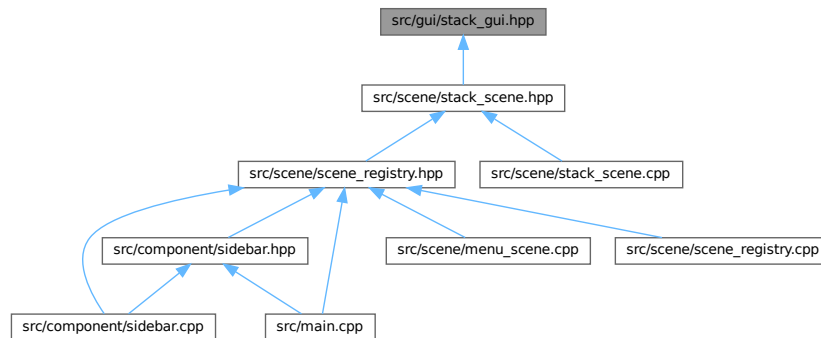 src/gui/stack_gui.hpp
src/scene/stack_scene.hpp
src/scene/scene_registry.hpp
src/scene/stack_scene.cpp
src/component/sidebar.hpp
src/scene/menu_scene.cpp
src/scene/scene_registry.cpp
src/component/sidebar.cpp
src/main.cpp